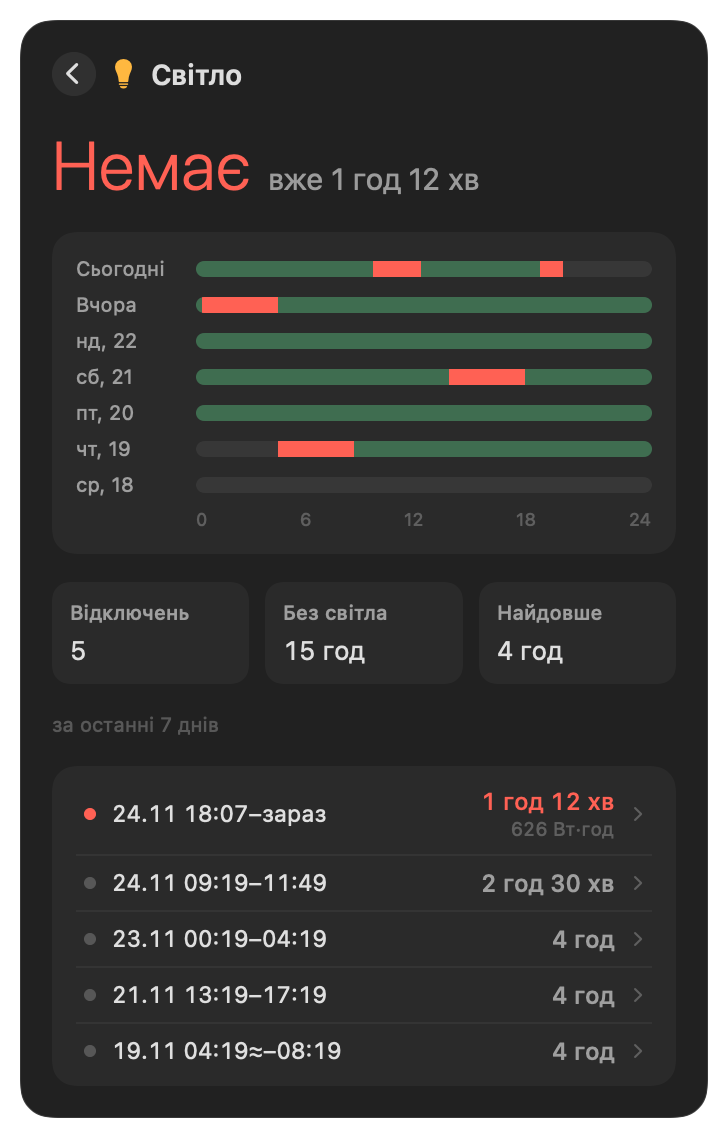 Світло
Немає вже 1 год 12 хв
Сьогодні
Вчора
нд, 22
сб, 21
пт, 20
чт, 19
ср, 18
0 6 12 18 24
Відключень Без світла Найдовше
5 15 год 4 год
за останні 7 днів
24.11 18:07–зараз 1 год 12 хв
626 Вт·год
24.11 09:19–11:49 2 год 30 хв
23.11 00:19–04:19 4 год
21.11 13:19–17:19 4 год
19.11 04:19≈–08:19 4 год